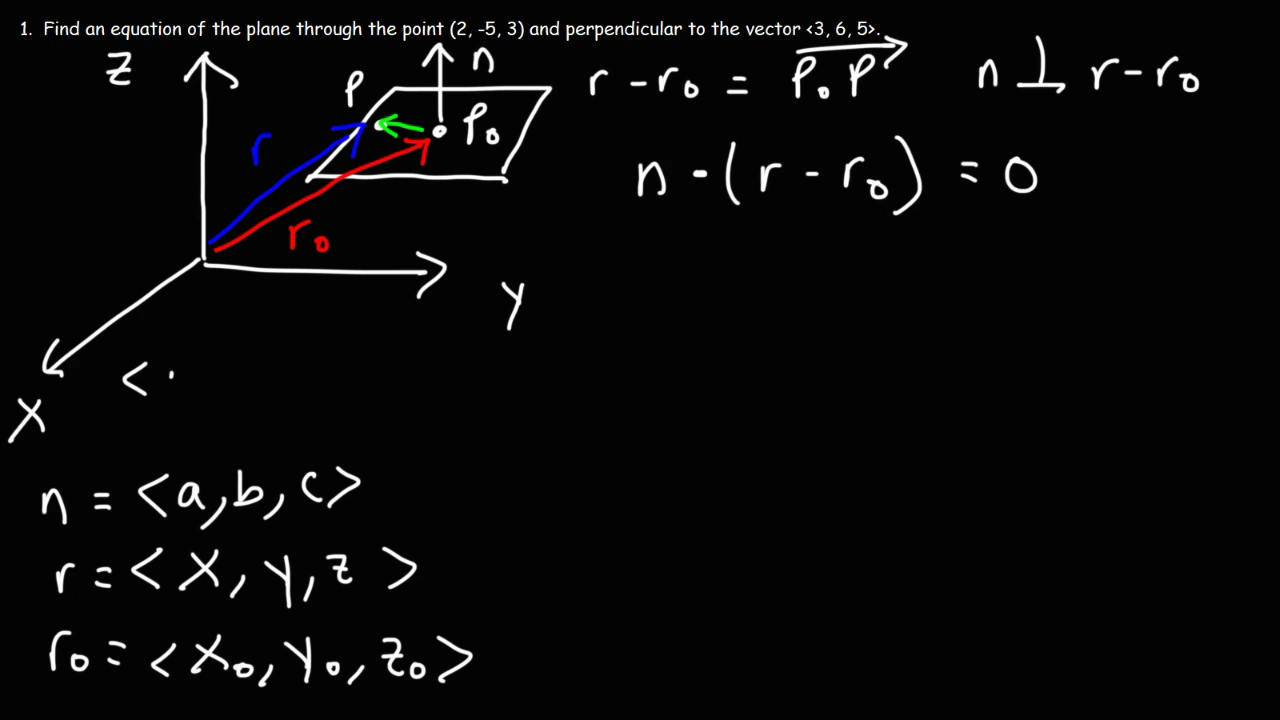 1. Find an equation of the plane through the point (2, -5, 3) and perpendicular to the vector <3, 6, 5>.
z
p
n
r - r₀ = P₀P
n ⊥ r - r₀
P₀
r
n · (r - r₀) = 0
r₀
y
< ·
x
n = <a, b, c>
r = <x, y, z>
r₀ = <x₀, y₀, z₀>